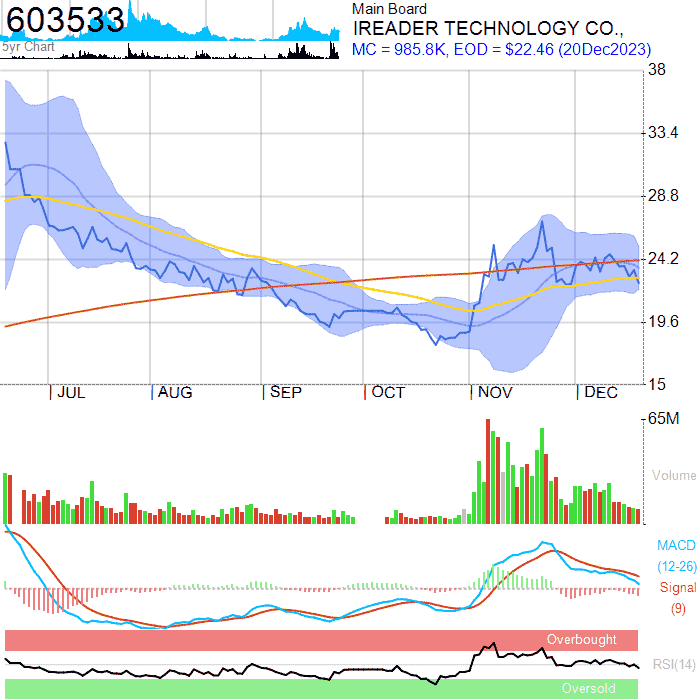 603533
5yr Chart
Main Board
IREADER TECHNOLOGY CO.,
MC = 985.8K, EOD = $22.46 (20Dec2023)
38
33.4
28.8
24.2
19.6
15
JUL AUG SEP OCT NOV DEC
65M
Volume
MACD
(12-26)
Signal
(9)
Overbought
RSI(14)
Oversold